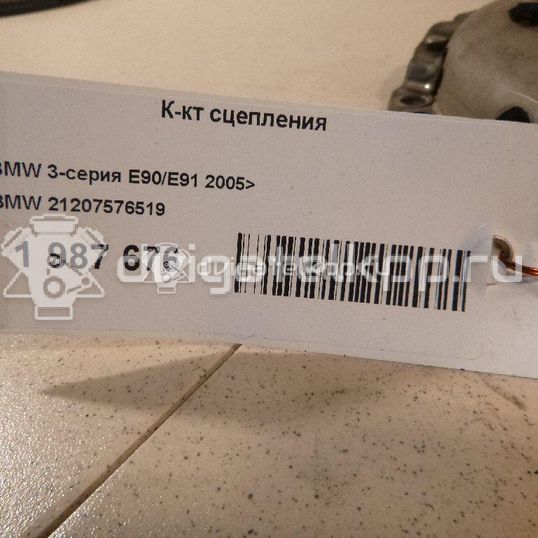 К-кт сцепления
BMW 3-серия E90/E91 2005>
BMW 21207576519
1 987 676